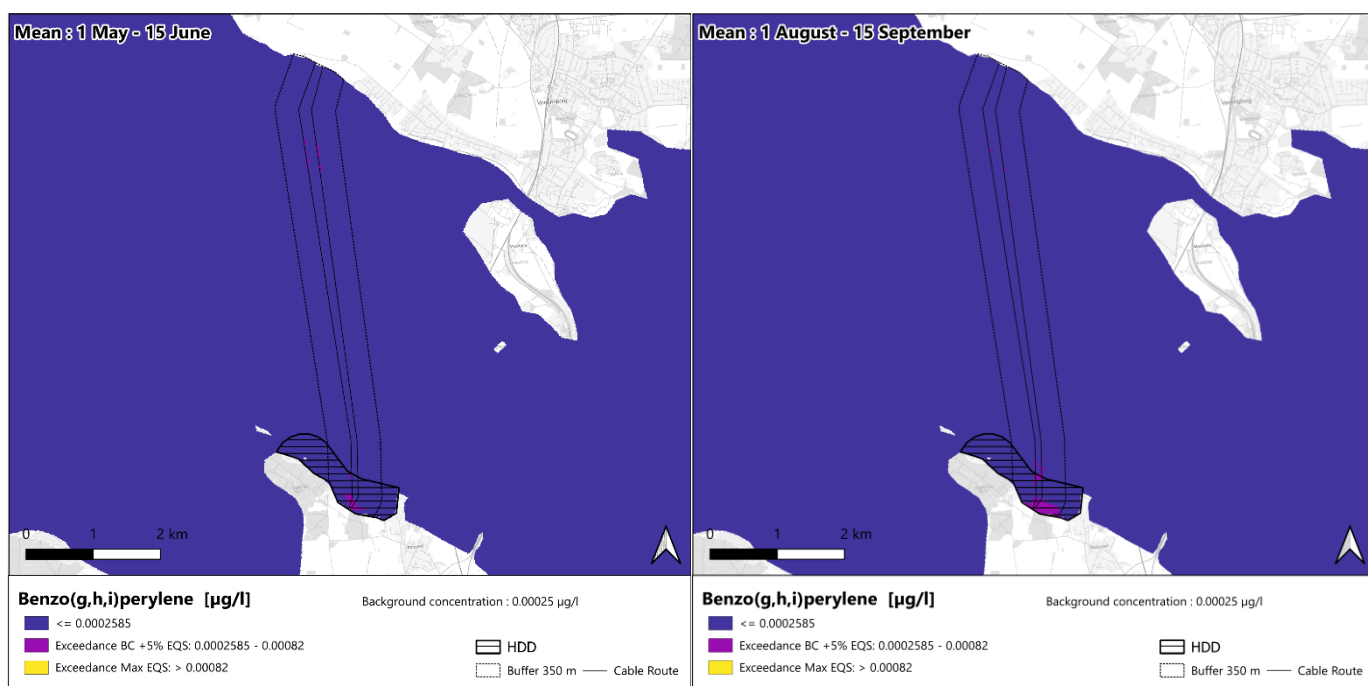 Mean : 1 May - 15 June
0 1 2 km
Benzo(g,h,i)perylene [µg/l]
Background concentration : 0.00025 µg/l
<= 0.0002585
Exceedance BC +5% EQS: 0.0002585 - 0.00082
HDD
Exceedance Max EQS: > 0.00082
Buffer 350 m
Cable Route
Mean : 1 August - 15 September
0 1 2 km
Benzo(g,h,i)perylene [µg/l]
Background concentration : 0.00025 µg/l
<= 0.0002585
Exceedance BC +5% EQS: 0.0002585 - 0.00082
HDD
Exceedance Max EQS: > 0.00082
Buffer 350 m
Cable Route